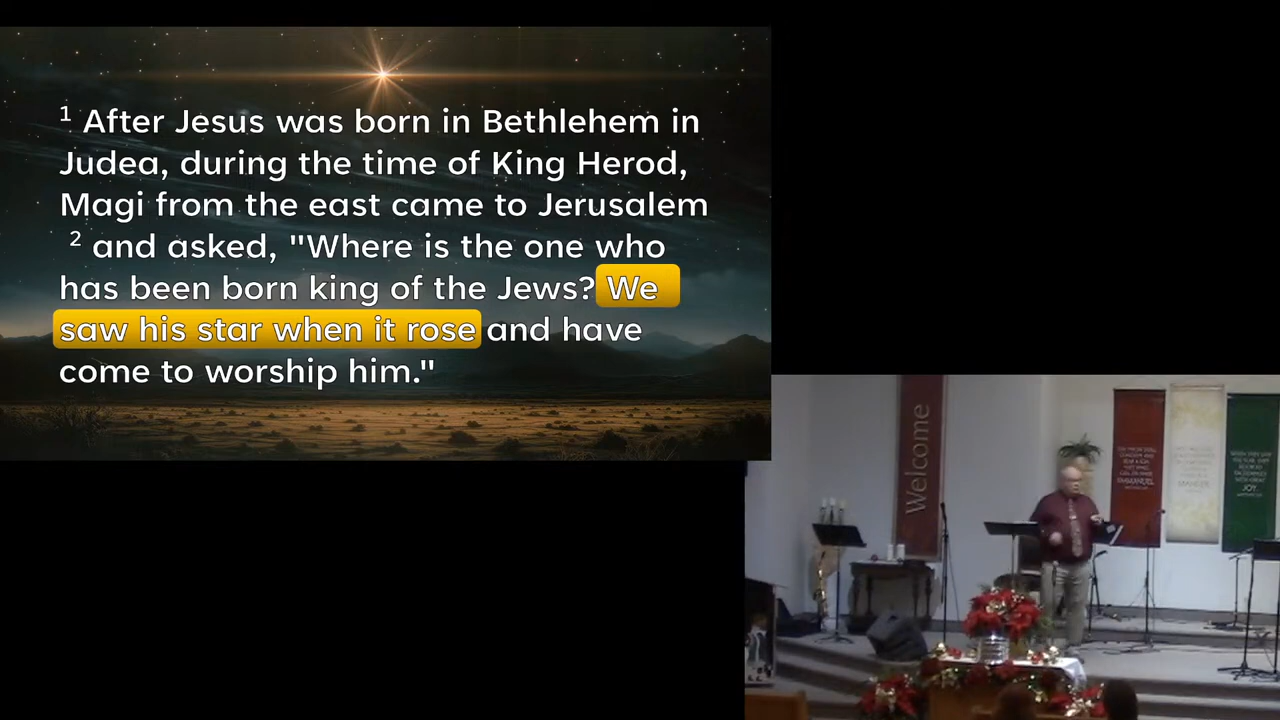 1 After Jesus was born in Bethlehem in
Judea, during the time of King Herod,
Magi from the east came to Jerusalem
2 and asked, "Where is the one who
has been born king of the Jews? We
saw his star when it rose and have
come to worship him."
Welcome
EMMANUEL
JOY